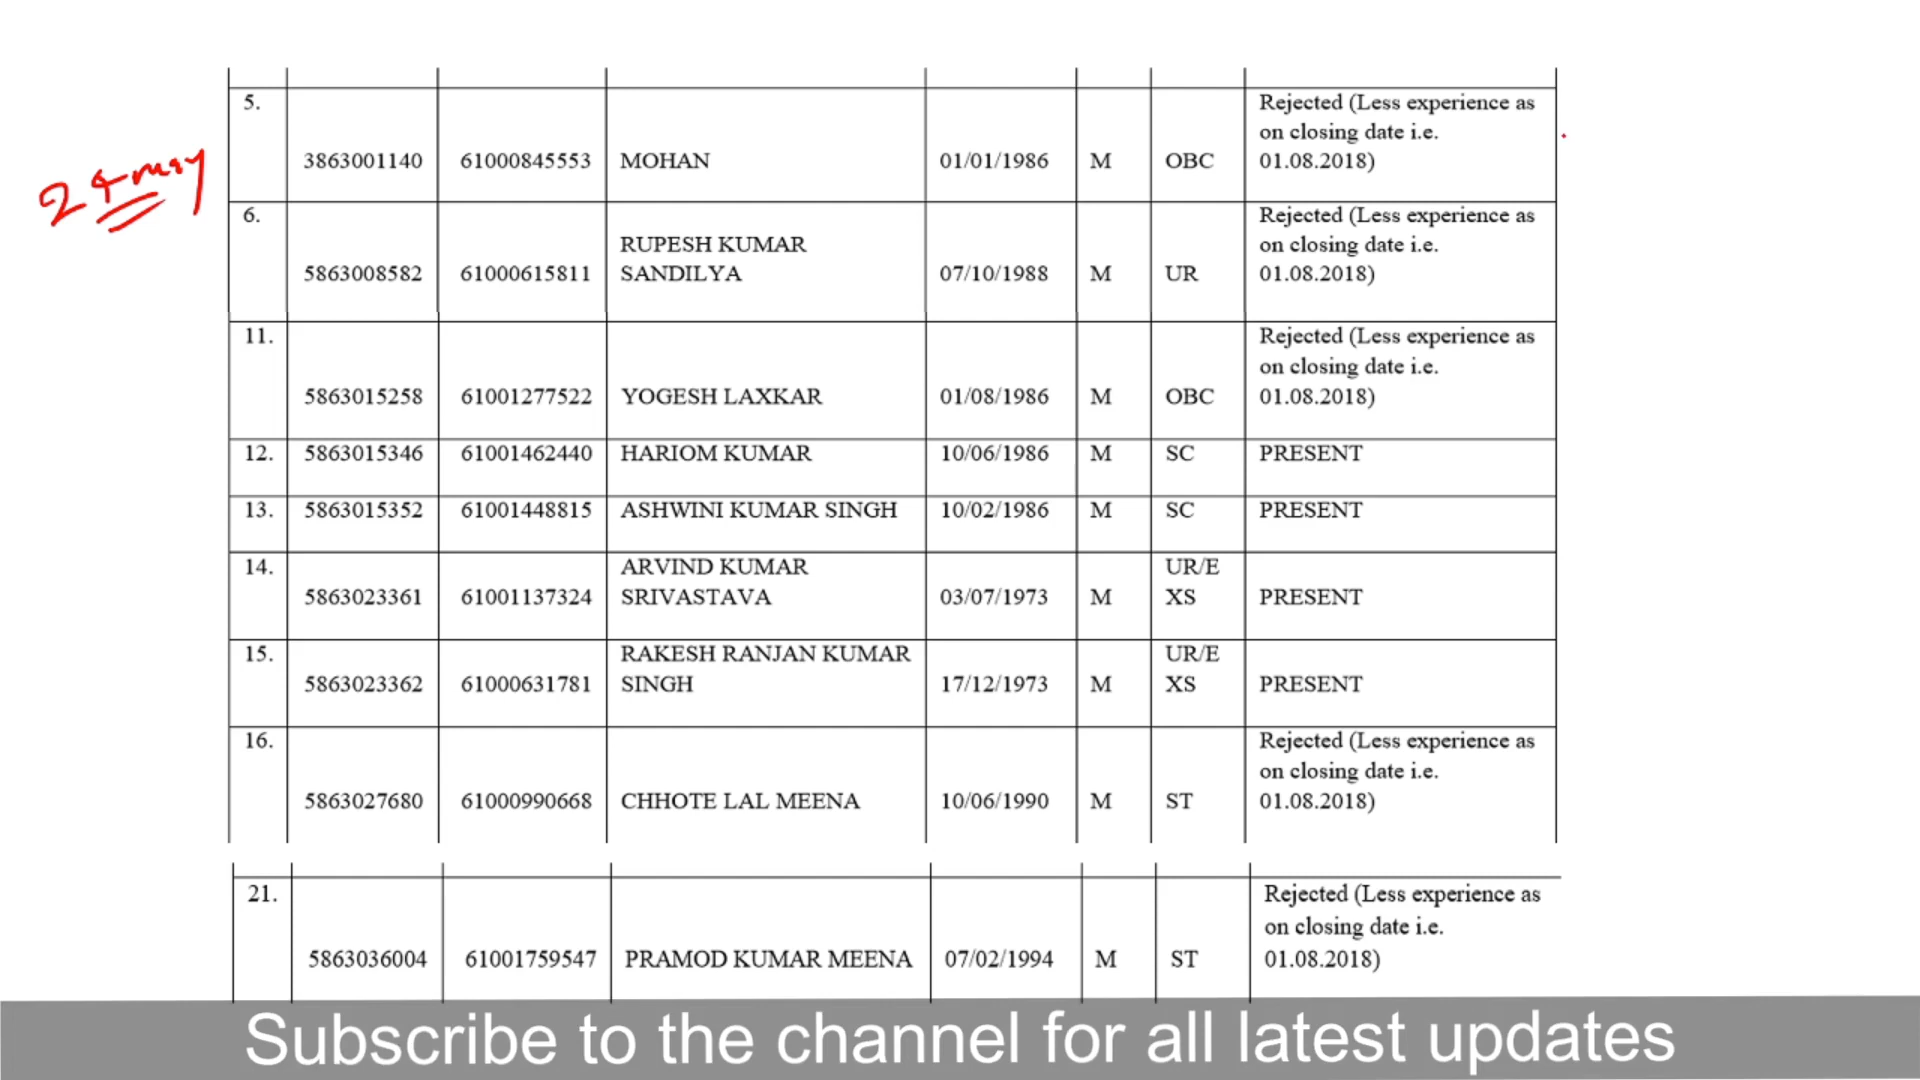 24 may
5. 3863001140 61000845553 MOHAN 01/01/1986 M OBC Rejected (Less experience as
on closing date i.e.
01.08.2018)
6. 5863008582 61000615811 RUPESH KUMAR
SANDILYA 07/10/1988 M UR Rejected (Less experience as
on closing date i.e.
01.08.2018)
11. 5863015258 61001277522 YOGESH LAXKAR 01/08/1986 M OBC Rejected (Less experience as
on closing date i.e.
01.08.2018)
12. 5863015346 61001462440 HARIOM KUMAR 10/06/1986 M SC PRESENT
13. 5863015352 61001448815 ASHWINI KUMAR SINGH 10/02/1986 M SC PRESENT
14. 5863023361 61001137324 ARVIND KUMAR
SRIVASTAVA 03/07/1973 M UR/E
XS PRESENT
15. 5863023362 61000631781 RAKESH RANJAN KUMAR
SINGH 17/12/1973 M UR/E
XS PRESENT
16. 5863027680 61000990668 CHHOTE LAL MEENA 10/06/1990 M ST Rejected (Less experience as
on closing date i.e.
01.08.2018)
21. 5863036004 61001759547 PRAMOD KUMAR MEENA 07/02/1994 M ST Rejected (Less experience as
on closing date i.e.
01.08.2018)
Subscribe to the channel for all latest updates